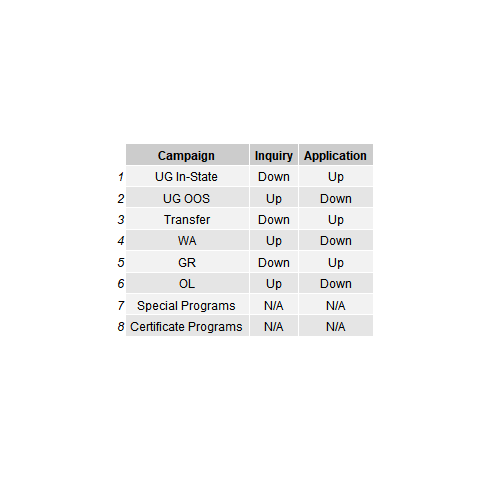 Campaign Inquiry Application
1 UG In-State Down Up
2 UG OOS Up Down
3 Transfer Down Up
4 WA Up Down
5 GR Down Up
6 OL Up Down
7 Special Programs N/A N/A
8 Certificate Programs N/A N/A